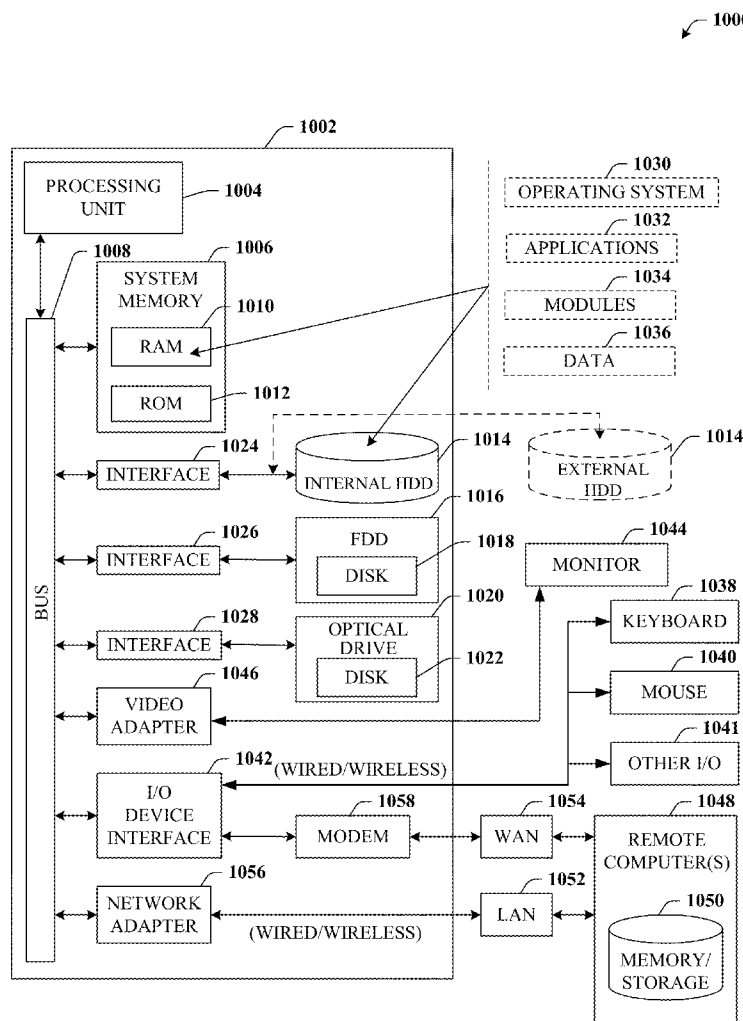 1000
1002
PROCESSING
UNIT
1004
1030
OPERATING SYSTEM
1032
APPLICATIONS
1034
MODULES
1036
DATA
1008
1006
SYSTEM
MEMORY
1010
RAM
1012
ROM
BUS
1024
INTERFACE
1014
INTERNAL HDD
1014
EXTERNAL
HDD
1026
INTERFACE
1016
FDD
1018
DISK
1044
MONITOR
1028
INTERFACE
1020
OPTICAL
DRIVE
1022
DISK
1038
KEYBOARD
1040
MOUSE
1041
OTHER I/O
1046
VIDEO
ADAPTER
1042
I/O
DEVICE
INTERFACE
(WIRED/WIRELESS)
1058
MODEM
1054
WAN
1048
REMOTE
COMPUTER(S)
1056
NETWORK
ADAPTER
(WIRED/WIRELESS)
1052
LAN
1050
MEMORY/
STORAGE